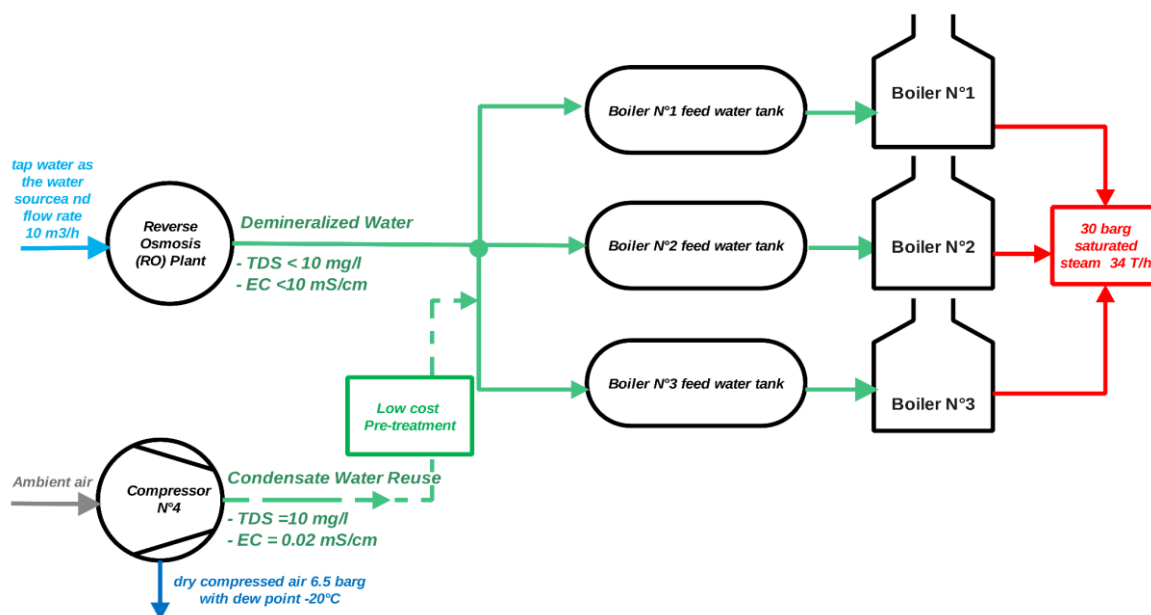 tap water as
the water
sourcea nd
flow rate
10 m3/h
Reverse
Osmosis
(RO) Plant
Demineralized Water
- TDS < 10 mg/l
- EC <10 mS/cm
Boiler N°1 feed water tank
Boiler N°1
Boiler N°2 feed water tank
Boiler N°2
30 barg
saturated
steam 34 T/h
Boiler N°3 feed water tank
Boiler N°3
Low cost
Pre-treatment
Ambient air
Compressor
N°4
Condensate Water Reuse
- TDS =10 mg/l
- EC = 0.02 mS/cm
dry compressed air 6.5 barg
with dew point -20°C